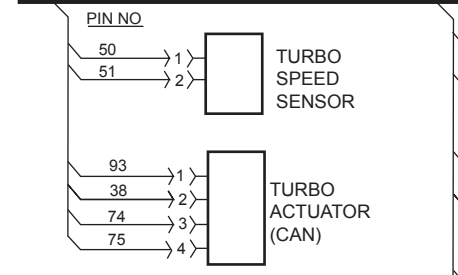 PIN NO
50 1 TURBO
51 2 SPEED
SENSOR
93 1
38 2 TURBO
74 3 ACTUATOR
75 4 (CAN)